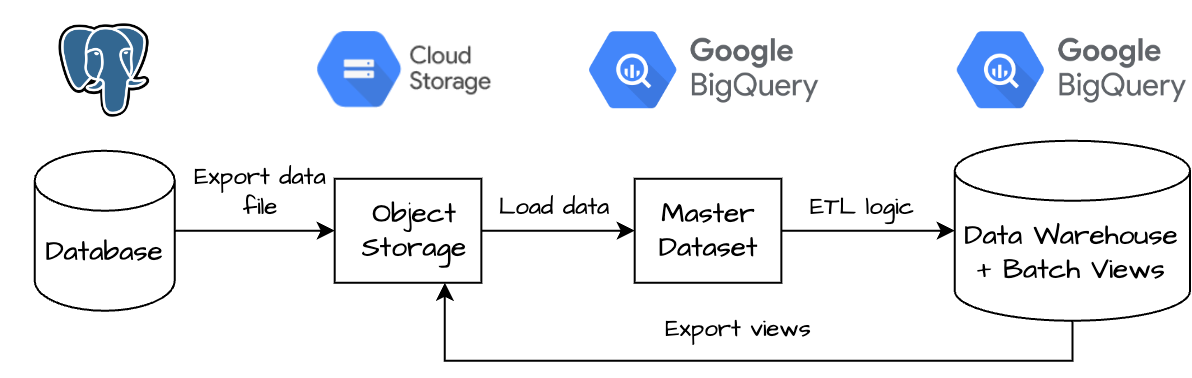 Cloud
Storage
Google
BigQuery
Google
BigQuery
Export data
file
Load data
ETL logic
Database
Object
Storage
Master
Dataset
Data Warehouse
+ Batch Views
Export views